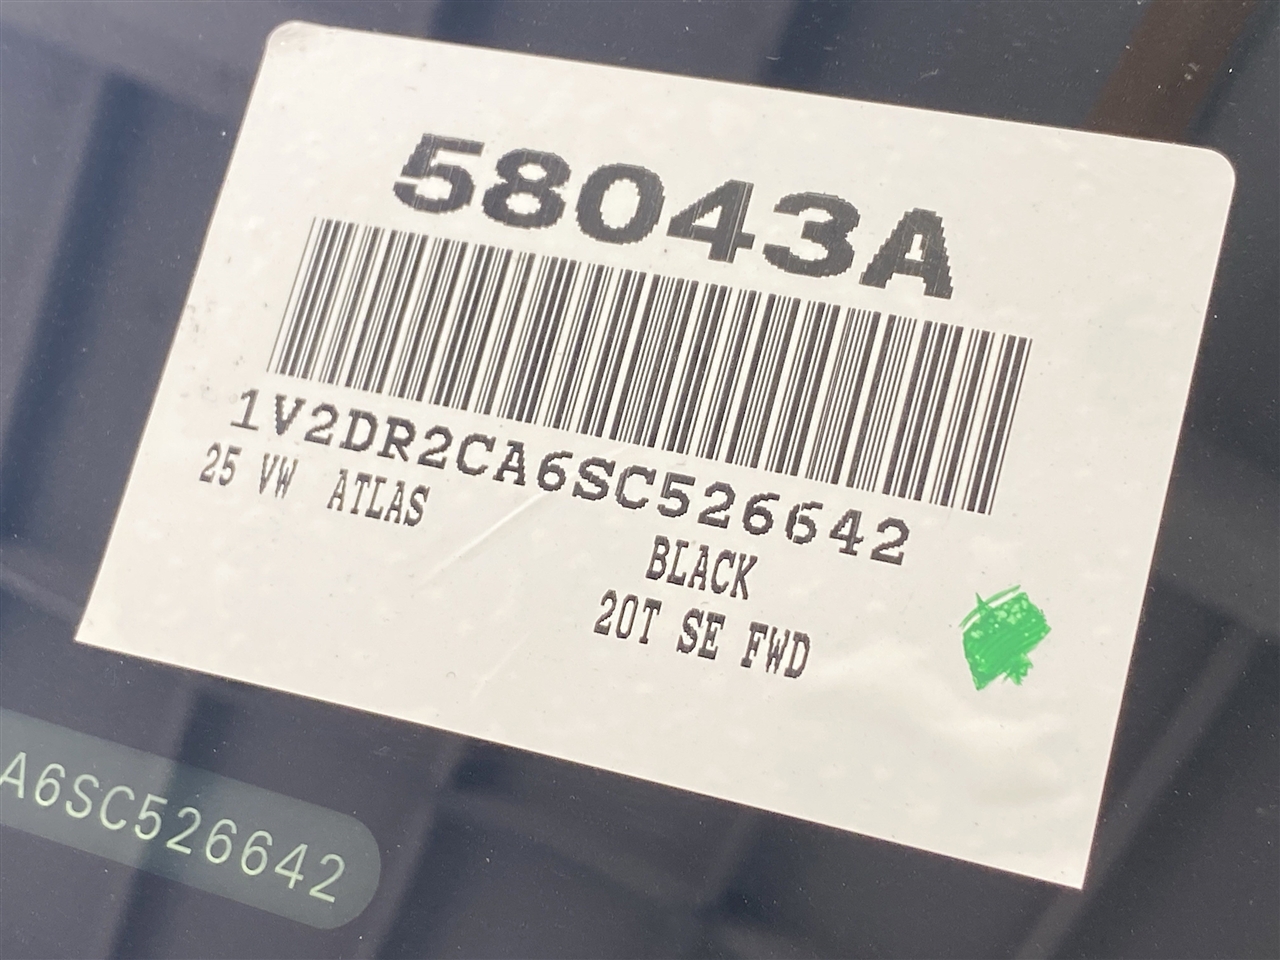 58043A
1V2DR2CA6SC526642
25 VW ATLAS
BLACK
20T SE FWD
A6SC526642